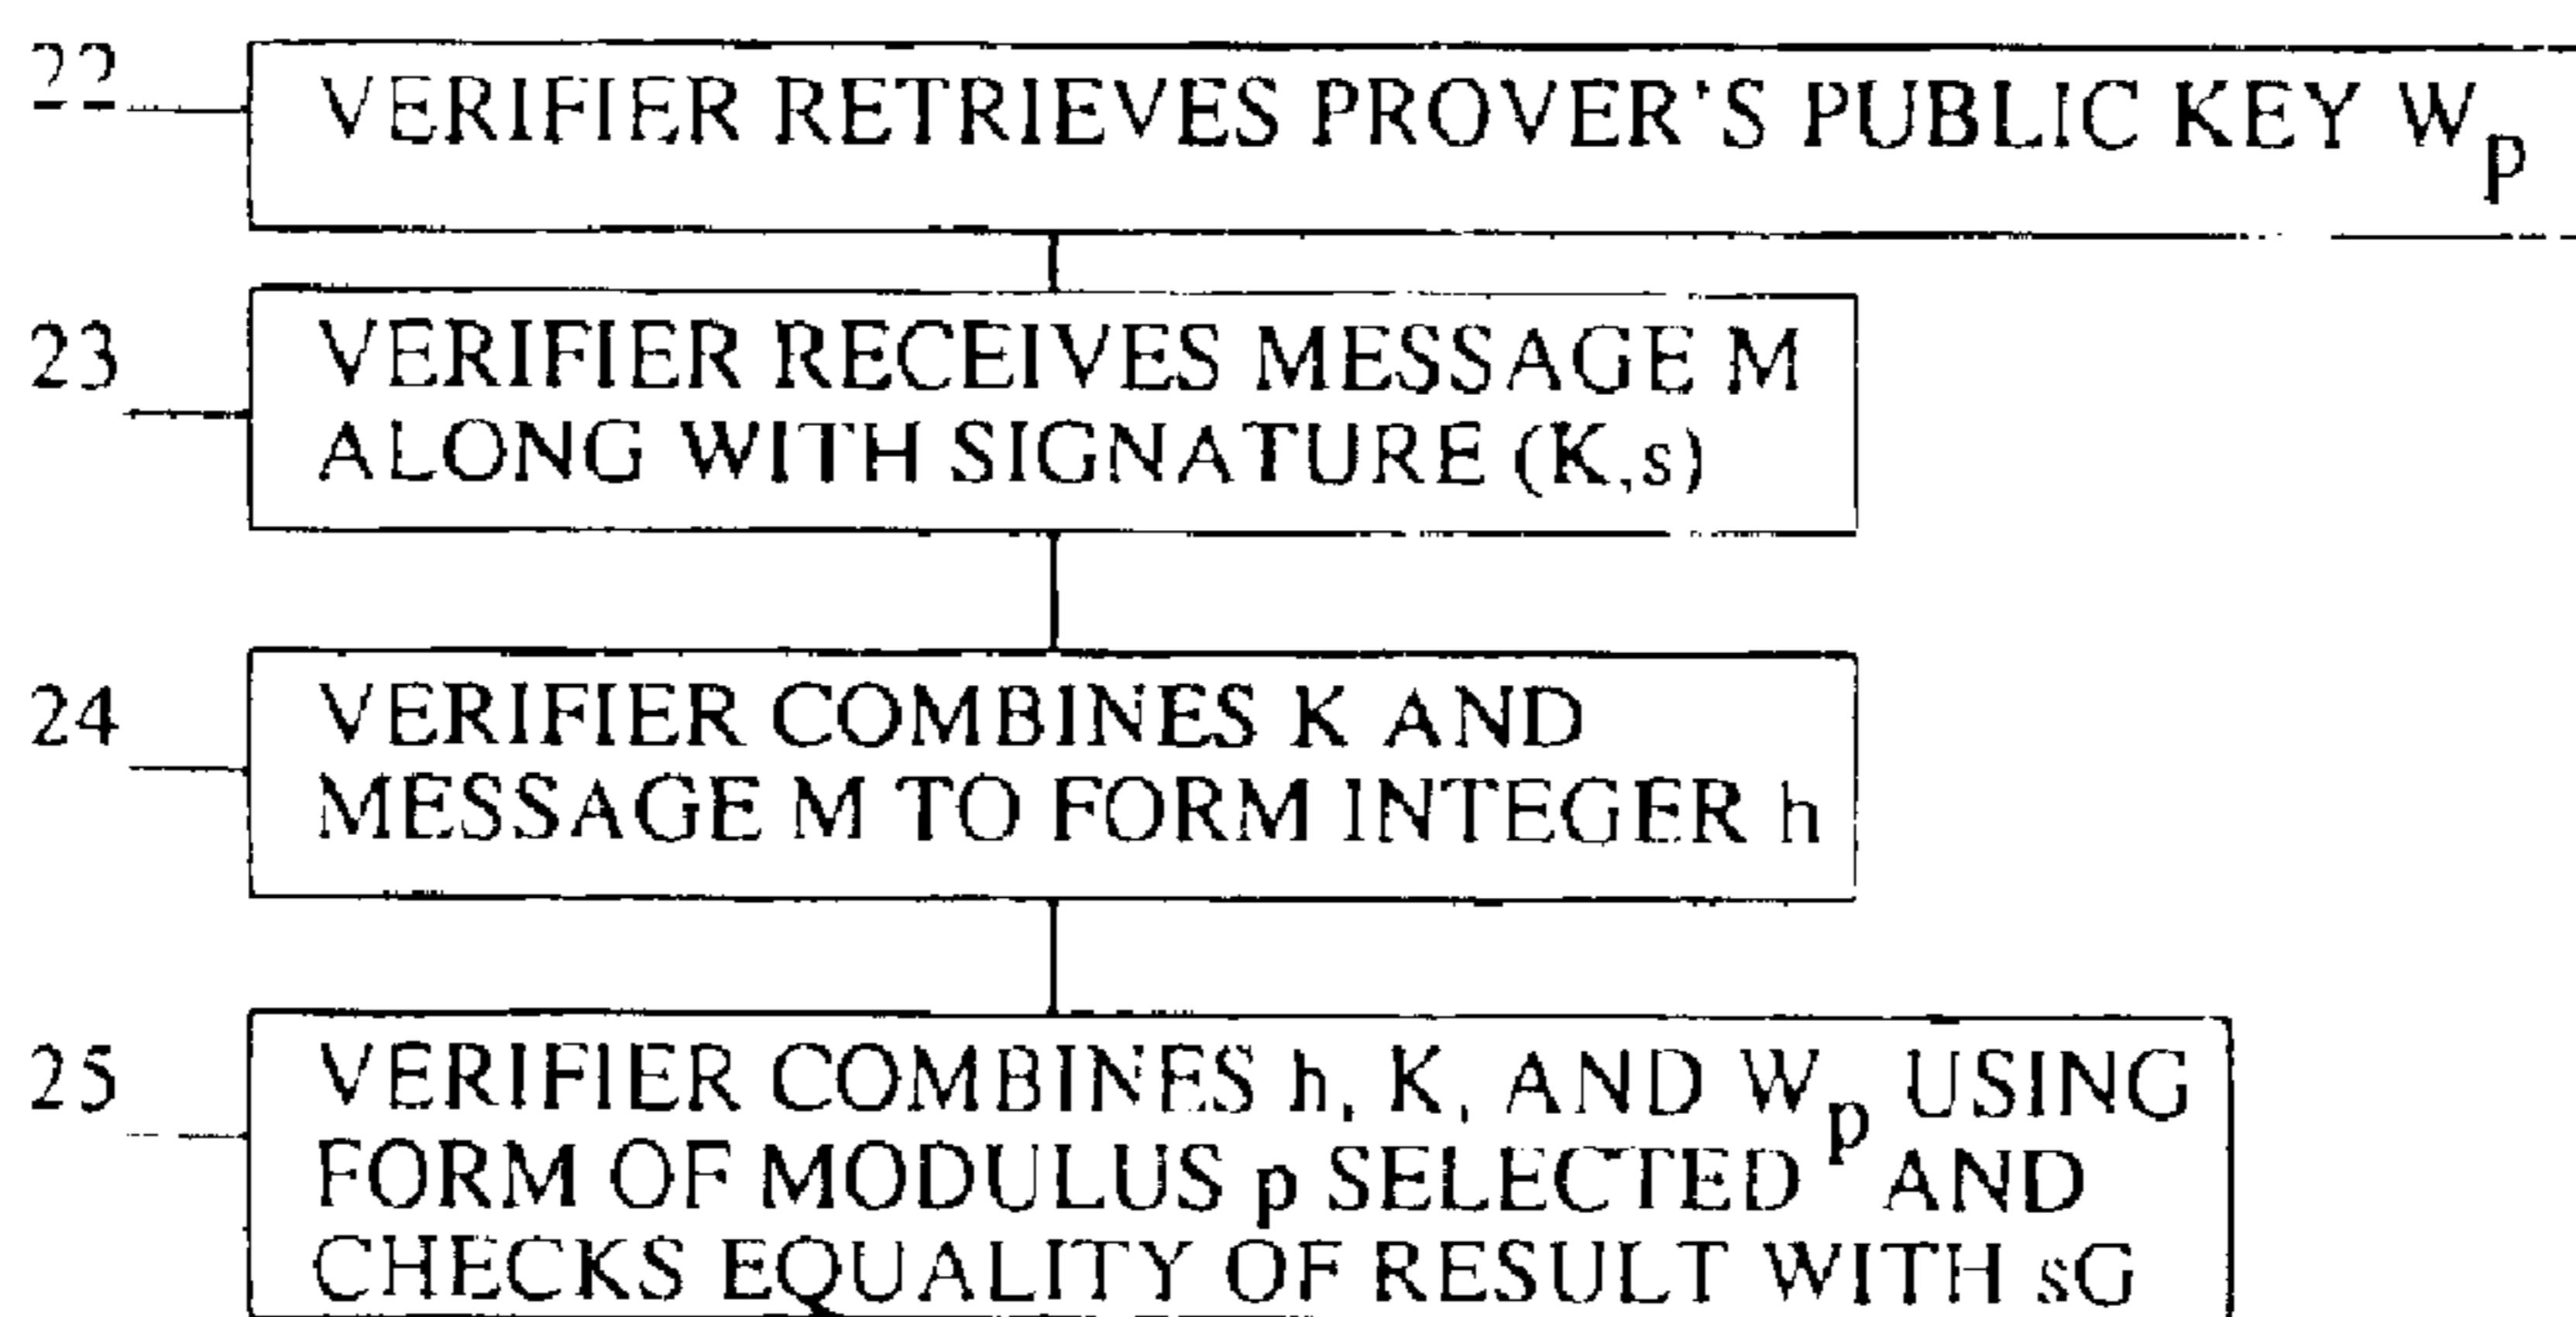 22 VERIFIER RETRIEVES PROVER'S PUBLIC KEY Wp
23 VERIFIER RECEIVES MESSAGE M
ALONG WITH SIGNATURE (K,s)
24 VERIFIER COMBINES K AND
MESSAGE M TO FORM INTEGER h
25 VERIFIER COMBINES h, K, AND Wp USING
FORM OF MODULUS p SELECTED AND
CHECKS EQUALITY OF RESULT WITH sG